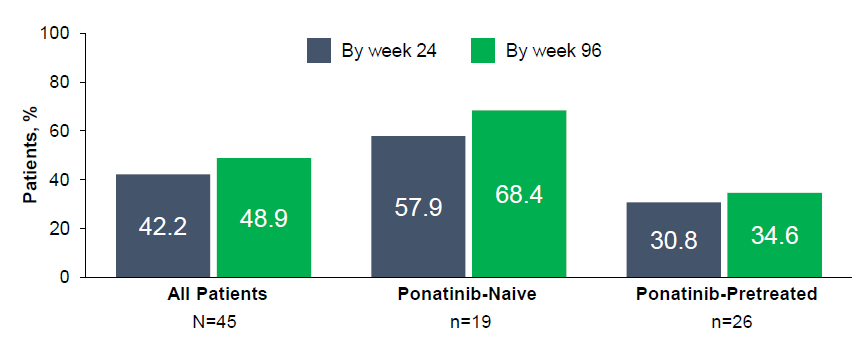 100
80
60
40
20
0
Patients, %
By week 24
By week 96
42.2
48.9
57.9
68.4
30.8
34.6
All Patients
Ponatinib-Naive
Ponatinib-Pretreated
N=45
n=19
n=26